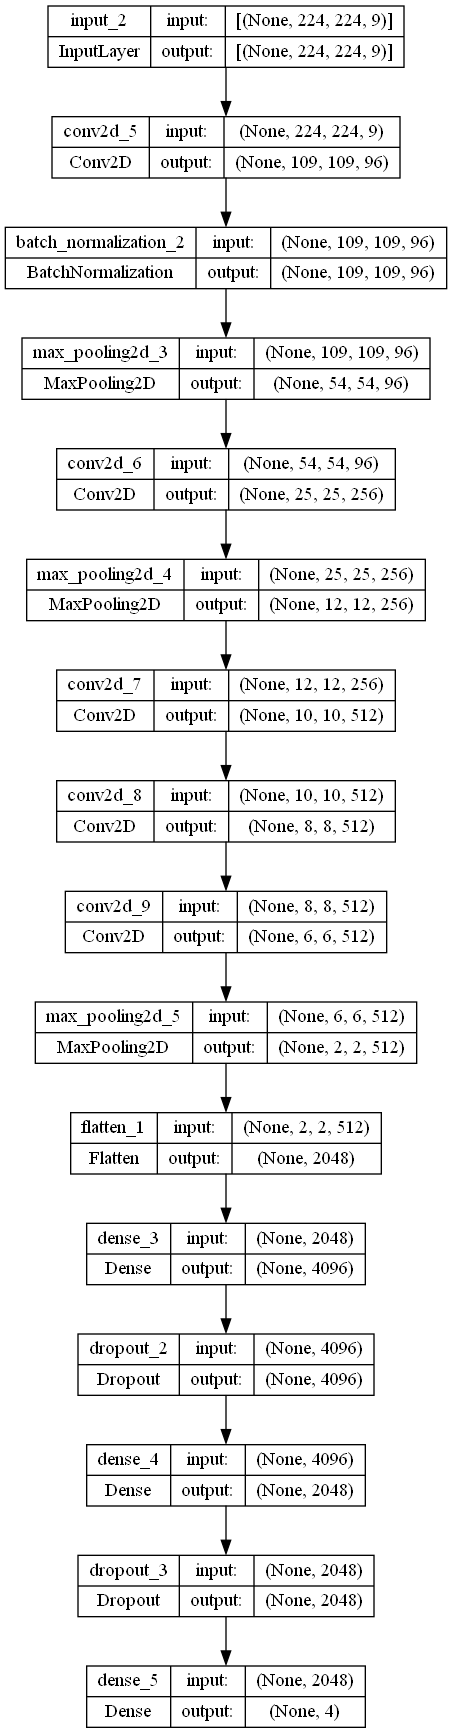 input_2 input: [(None, 224, 224, 9)]
InputLayer output: [(None, 224, 224, 9)]
conv2d_5 input: (None, 224, 224, 9)
Conv2D output: (None, 109, 109, 96)
batch_normalization_2 input: (None, 109, 109, 96)
BatchNormalization output: (None, 109, 109, 96)
max_pooling2d_3 input: (None, 109, 109, 96)
MaxPooling2D output: (None, 54, 54, 96)
conv2d_6 input: (None, 54, 54, 96)
Conv2D output: (None, 25, 25, 256)
max_pooling2d_4 input: (None, 25, 25, 256)
MaxPooling2D output: (None, 12, 12, 256)
conv2d_7 input: (None, 12, 12, 256)
Conv2D output: (None, 10, 10, 512)
conv2d_8 input: (None, 10, 10, 512)
Conv2D output: (None, 8, 8, 512)
conv2d_9 input: (None, 8, 8, 512)
Conv2D output: (None, 6, 6, 512)
max_pooling2d_5 input: (None, 6, 6, 512)
MaxPooling2D output: (None, 2, 2, 512)
flatten_1 input: (None, 2, 2, 512)
Flatten output: (None, 2048)
dense_3 input: (None, 2048)
Dense output: (None, 4096)
dropout_2 input: (None, 4096)
Dropout output: (None, 4096)
dense_4 input: (None, 4096)
Dense output: (None, 2048)
dropout_3 input: (None, 2048)
Dropout output: (None, 2048)
dense_5 input: (None, 2048)
Dense output: (None, 4)